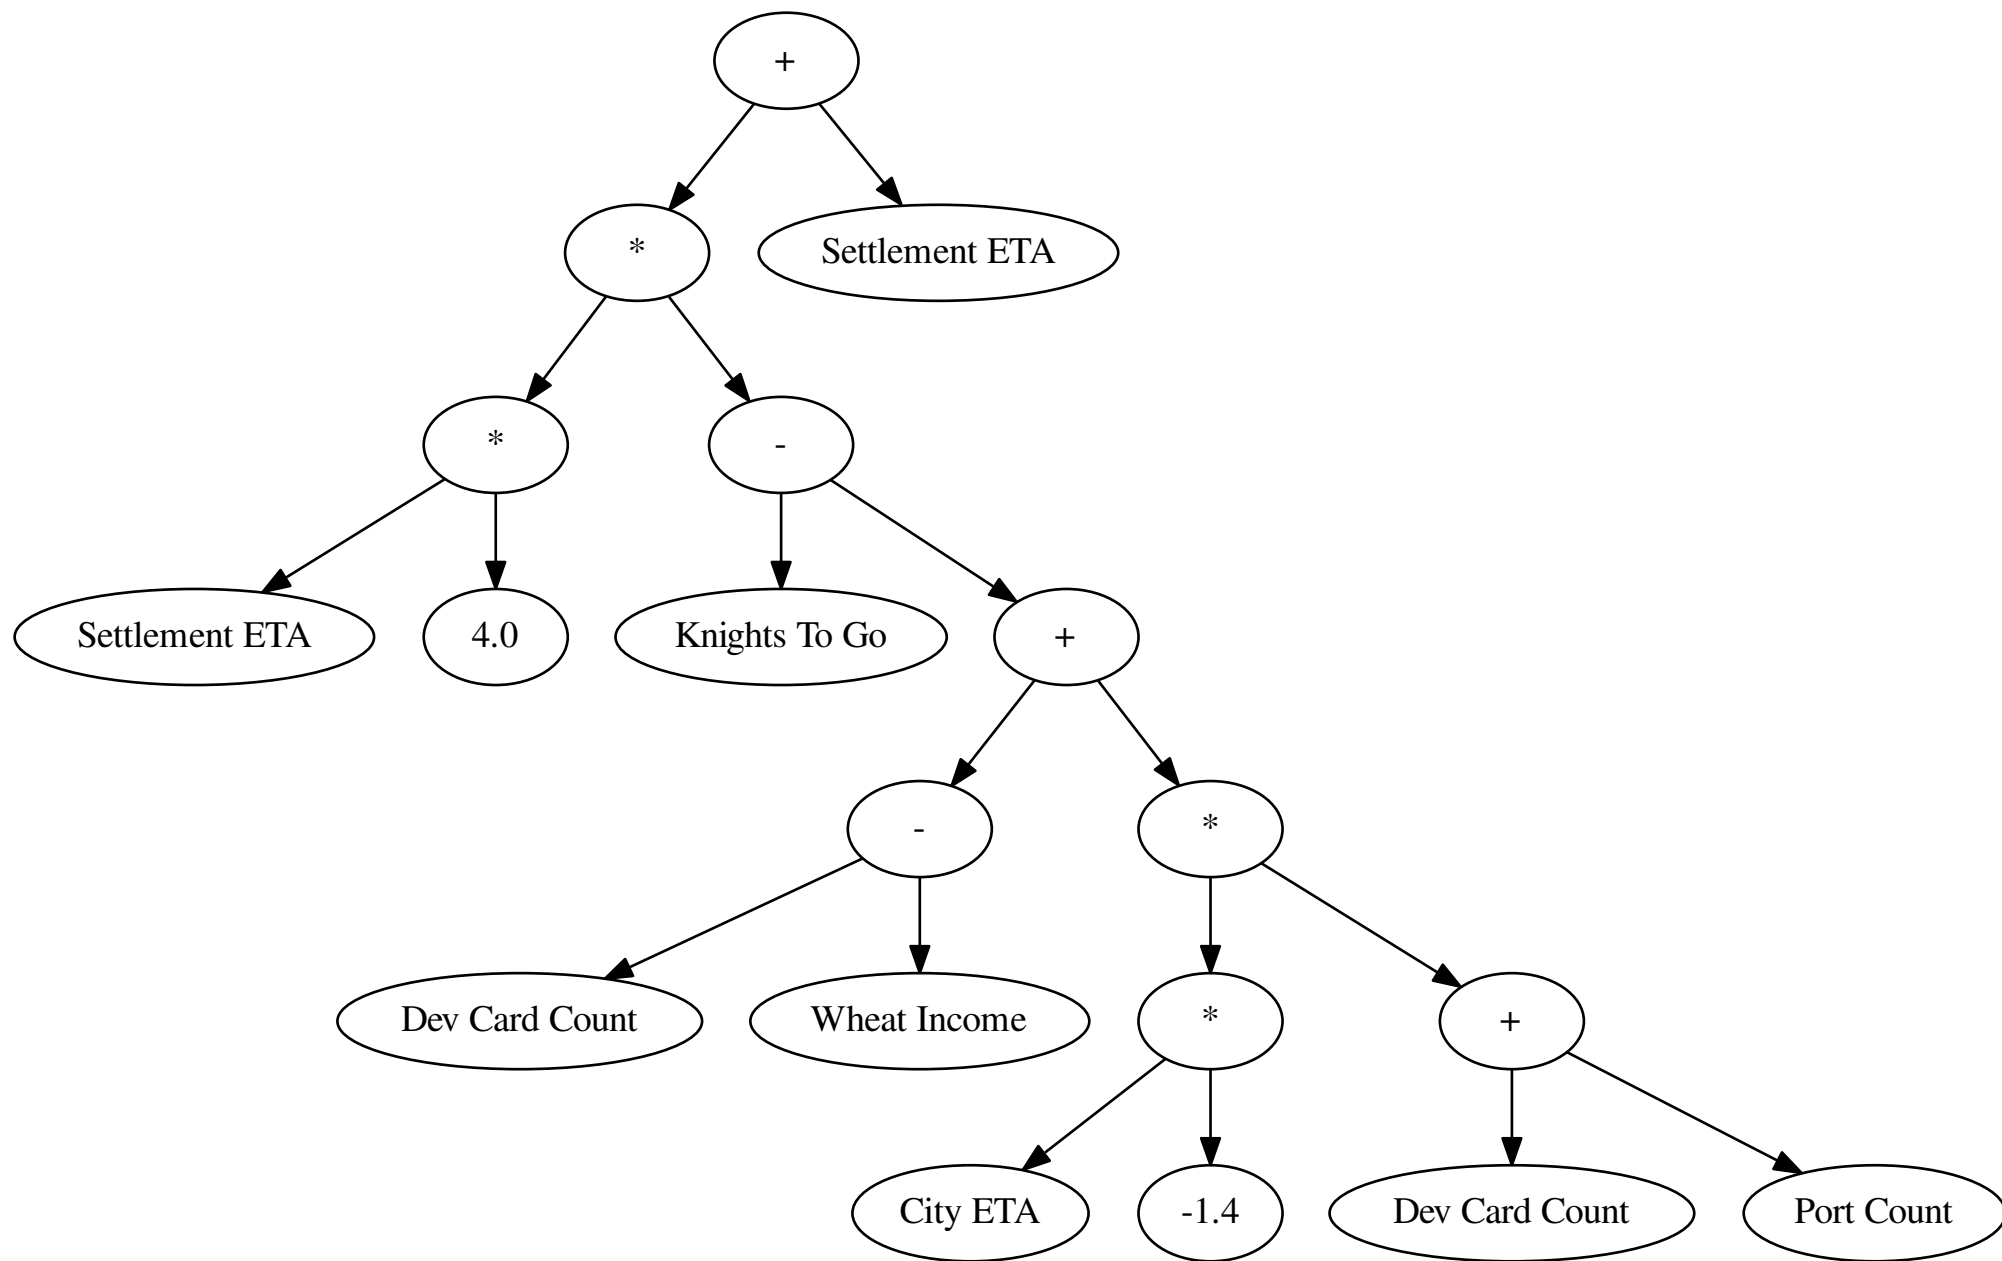 +
*
Settlement ETA
*
-
Settlement ETA
4.0
Knights To Go
+
-
*
Dev Card Count
Wheat Income
*
+
City ETA
-1.4
Dev Card Count
Port Count